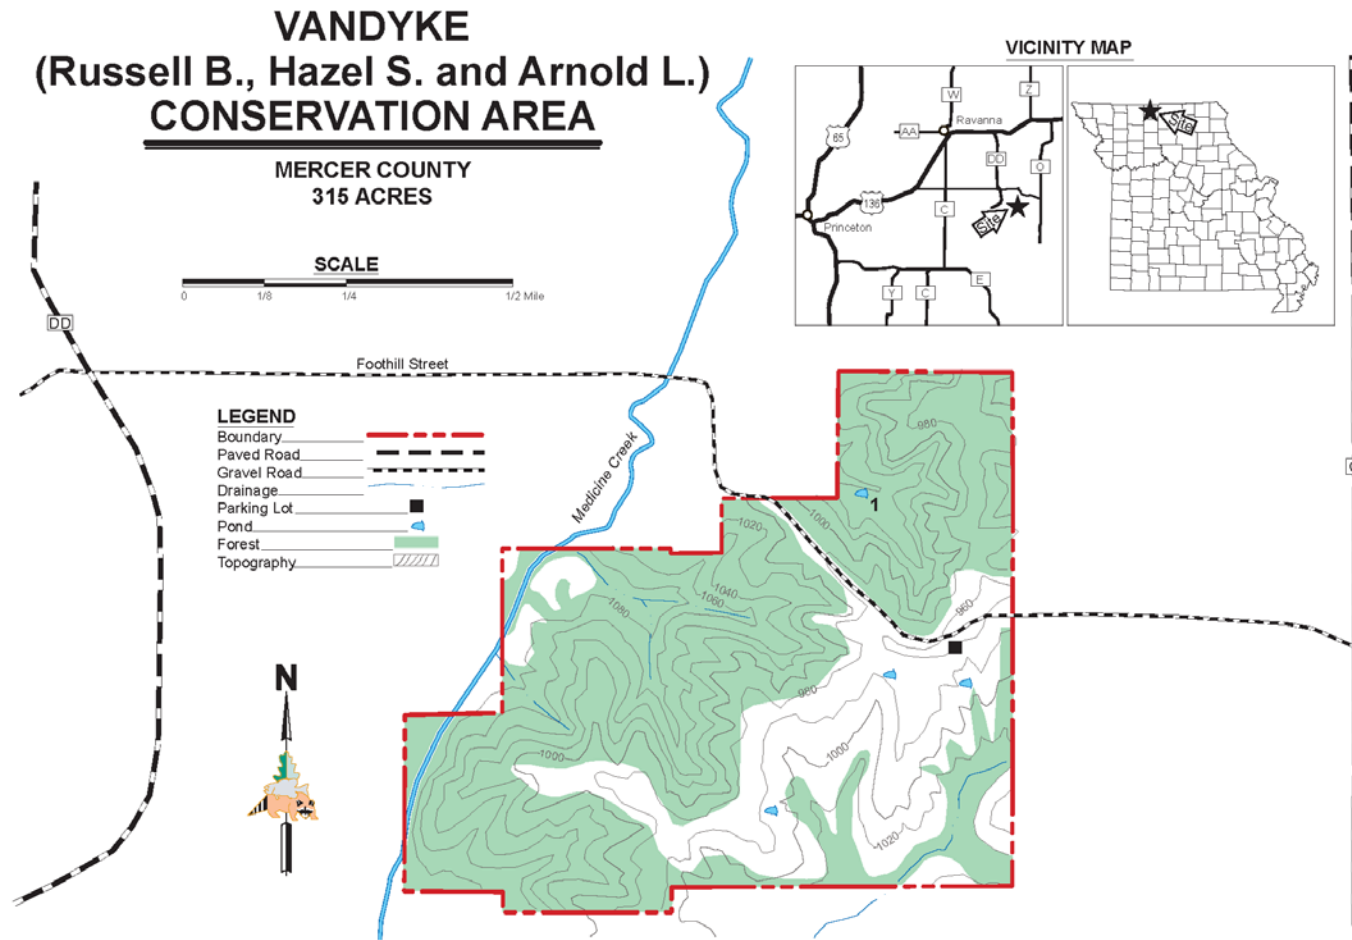 VANDYKE
(Russell B., Hazel S. and Arnold L.)
CONSERVATION AREA
MERCER COUNTY
315 ACRES
SCALE
0 1/8 1/4 1/2 Mile
VICINITY MAP
W
Z
65
AA
Ravanna
DD
O
136
C
Site
Princeton
E
Y
C
Site
DD
Foothill Street
LEGEND
Boundary
Paved Road
Gravel Road
Drainage
Parking Lot
Pond
Forest
Topography
Medicine Creek
N
980
1
1000
1020
1040
1060
1080
960
980
1000
1000
1020